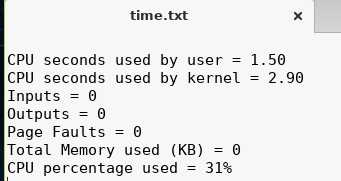 time.txt
CPU seconds used by user = 1.50
CPU seconds used by kernel = 2.90
Inputs = 0
Outputs = 0
Page Faults = 0
Total Memory used (KB) = 0
CPU percentage used = 31%